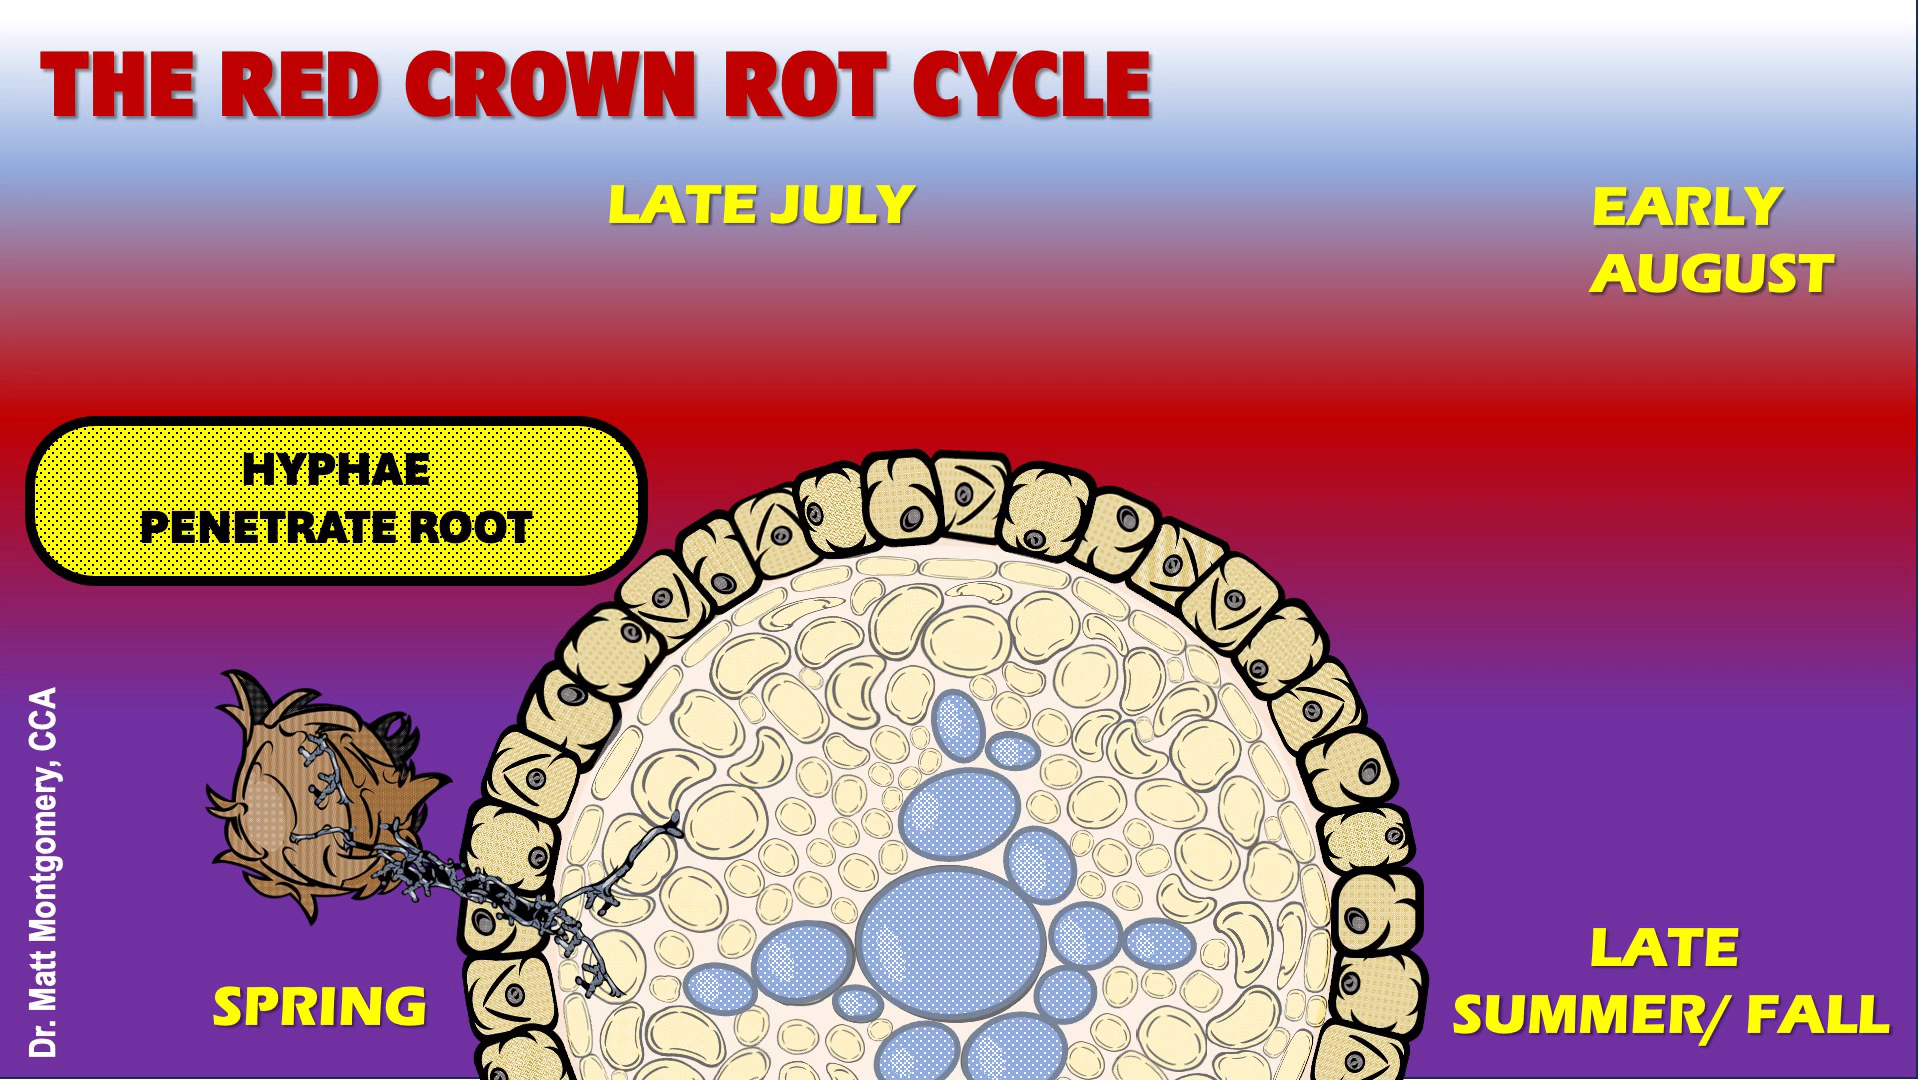 THE RED CROWN ROT CYCLE
LATE JULY
EARLY
AUGUST
HYPHAE
PENETRATE ROOT
Dr. Matt Montgomery, CCA
SPRING
LATE
SUMMER/ FALL